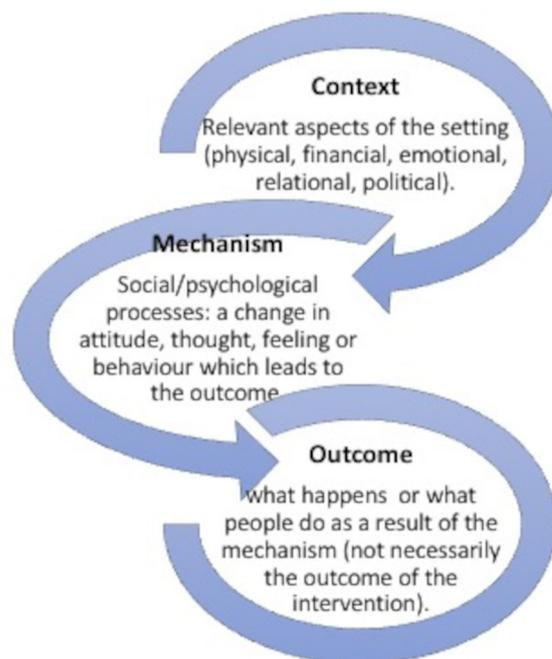 Context
Relevant aspects of the setting
(physical, financial, emotional,
relational, political).
Mechanism
Social/psychological
processes: a change in
attitude, thought, feeling or
behaviour which leads to
the outcome
Outcome
what happens or what
people do as a result of the
mechanism (not necessarily
the outcome of the
intervention).